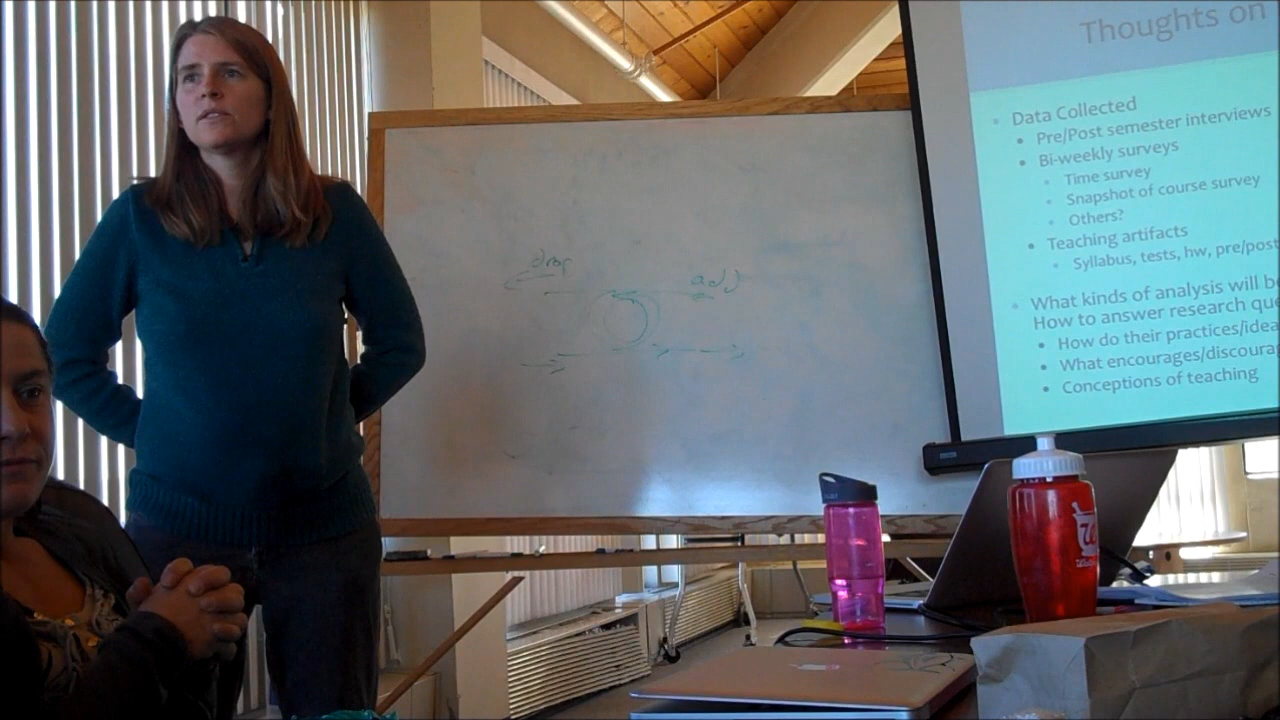 Thoughts on
Data Collected
Pre/Post semester interviews
Bi-weekly surveys
Time survey
Snapshot of course survey
Others?
Teaching artifacts
Syllabus, tests, hw, pre/post
What kinds of analysis will be
How to answer research qu
How do their practices/idea
What encourages/discourag
Conceptions of teaching
drop
add